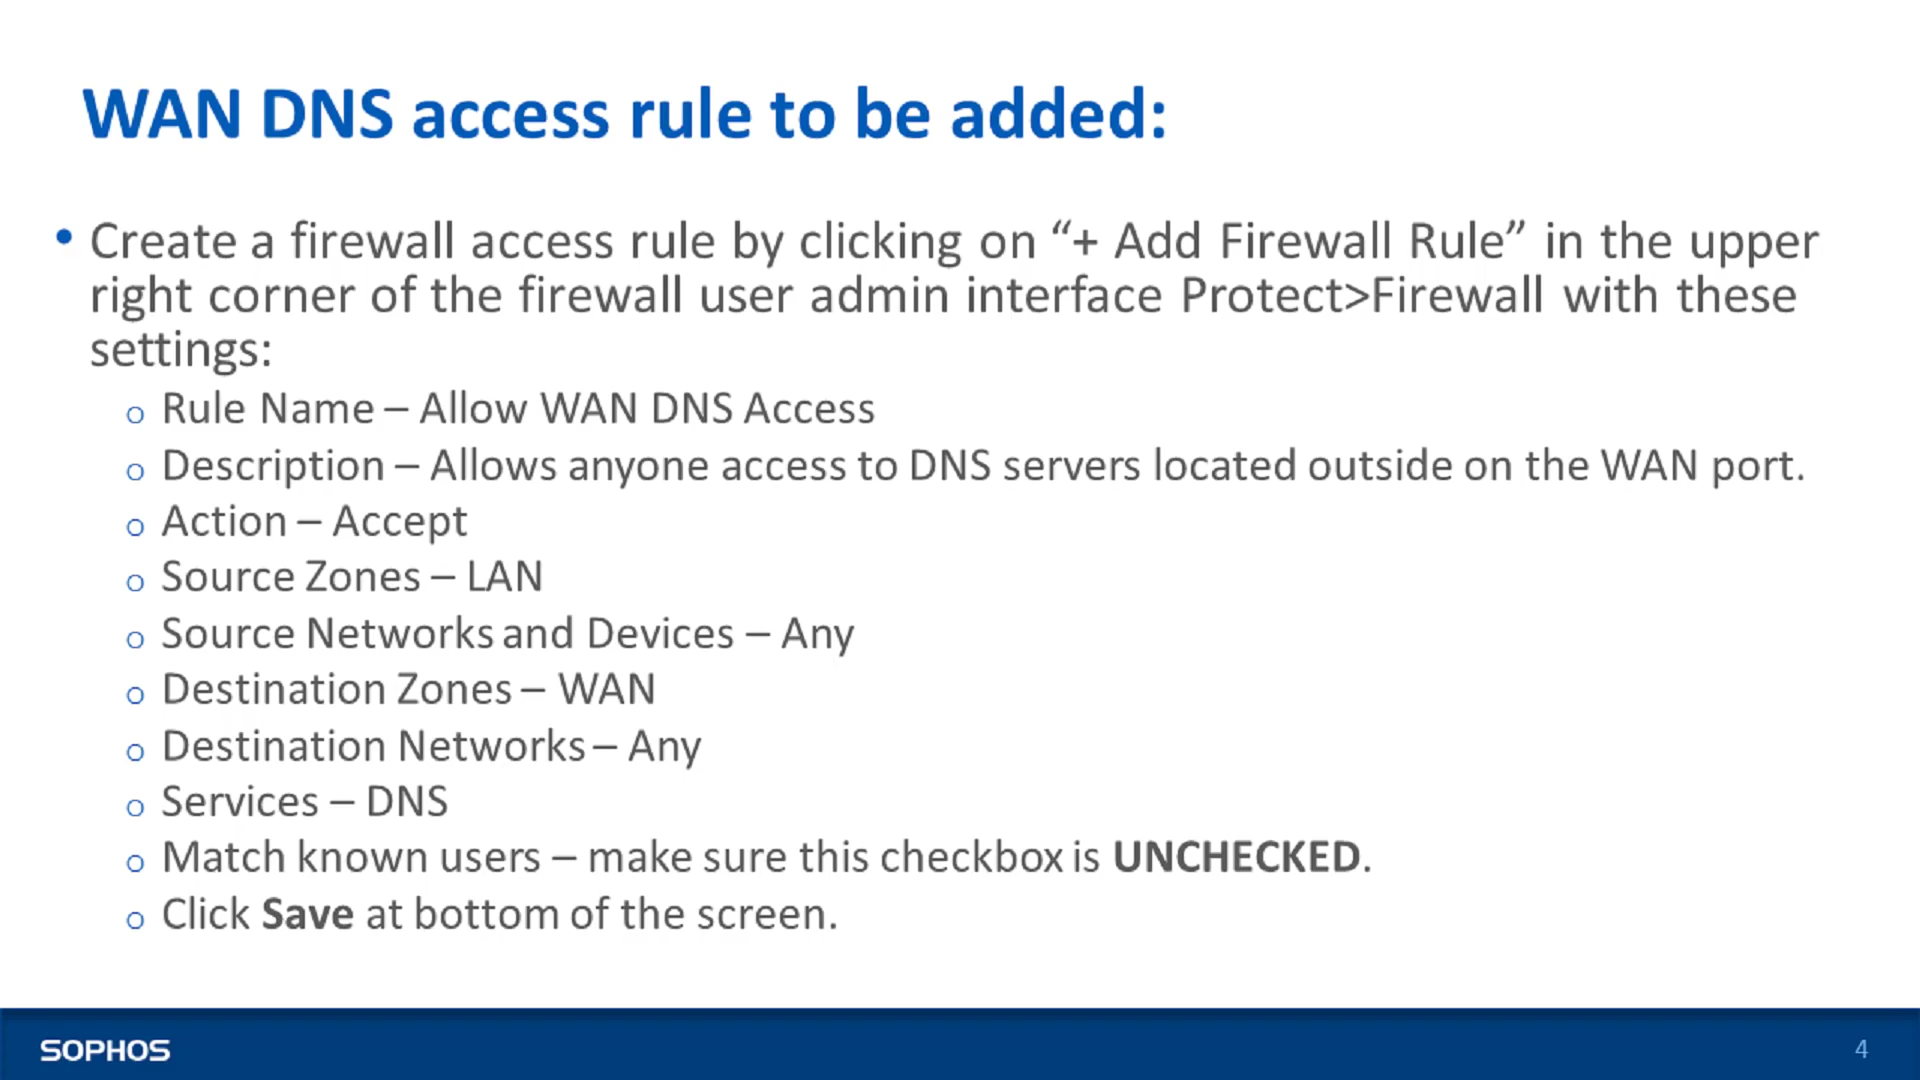 WAN DNS access rule to be added:
• Create a firewall access rule by clicking on “+ Add Firewall Rule” in the upper
right corner of the firewall user admin interface Protect>Firewall with these
settings:
o Rule Name – Allow WAN DNS Access
o Description – Allows anyone access to DNS servers located outside on the WAN port.
o Action – Accept
o Source Zones – LAN
o Source Networks and Devices – Any
o Destination Zones – WAN
o Destination Networks – Any
o Services – DNS
o Match known users – make sure this checkbox is UNCHECKED.
o Click Save at bottom of the screen.
SOPHOS
4